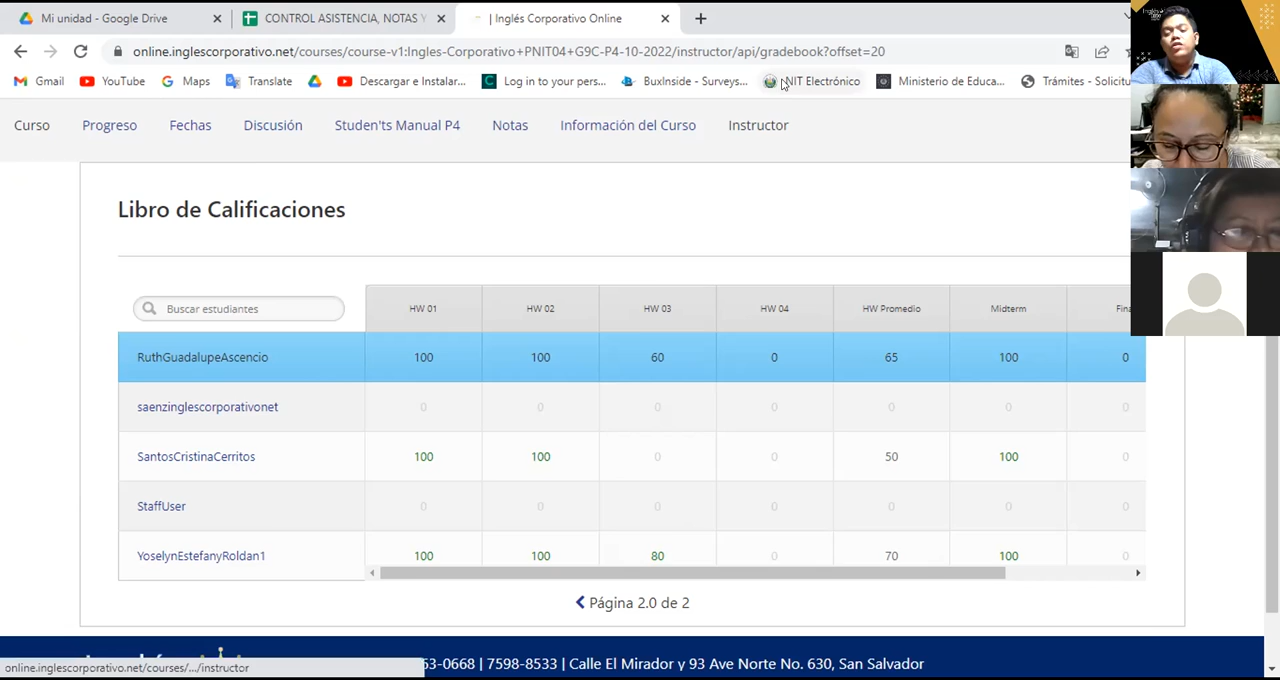 Mi unidad - Google Drive
CONTROL ASISTENCIA, NOTAS Y
| Inglés Corporativo Online
online.inglescorporativo.net/courses/course-v1:Ingles-Corporativo+PNIT04+G9C-P4-10-2022/instructor/api/gradebook?offset=20
Gmail YouTube Maps Translate Descargar e Instalar... Log in to your pers... BuxInside - Surveys... NIT Electrónico Ministerio de Educa... Trámites - Solicitu
Curso Progreso Fechas Discusión Studen'ts Manual P4 Notas Información del Curso Instructor
Libro de Calificaciones
Buscar estudiantes HW 01 HW 02 HW 03 HW 04 HW Promedio Midterm Fina
RuthGuadalupeAscencio 100 100 60 0 65 100 0
saenzinglescorporativonet 0 0 0 0 0 0 0
SantosCristinaCerritos 100 100 0 0 50 100 0
StaffUser 0 0 0 0 0 0 0
YoselynEstefanyRoldan1 100 100 80 0 70 100 0
Página 2.0 de 2
online.inglescorporativo.net/courses/.../instructor
63-0668 | 7598-8533 | Calle El Mirador y 93 Ave Norte No. 630, San Salvador